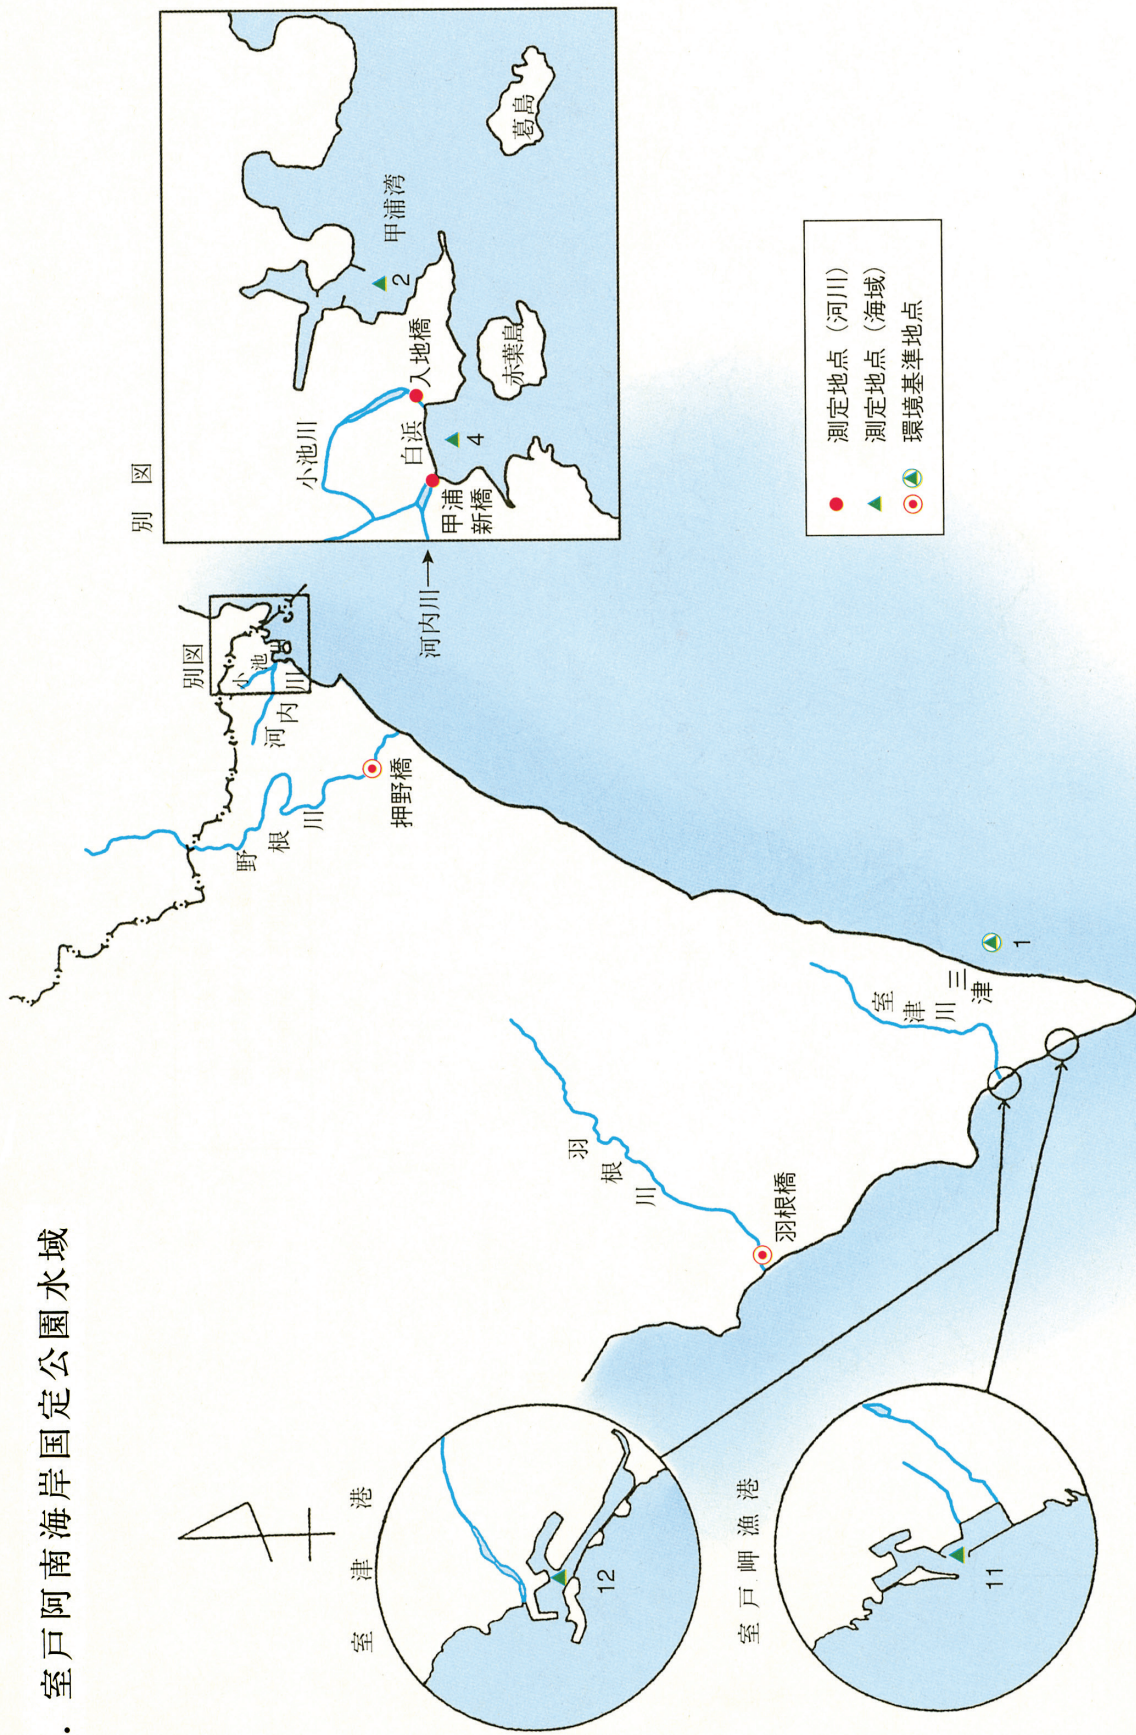 ．室戸阿南海岸国定公園水域
別　図
小池川
白浜
入地橋
甲浦湾
2
4
葛島
赤葉島
甲浦
新橋
河内川→
別図
小池川
河内川
野根川
押野橋
羽根川
羽根橋
室津川
三津
1
室津港
12
室戸岬漁港
11
測定地点（河川）
測定地点（海域）
環境基準地点